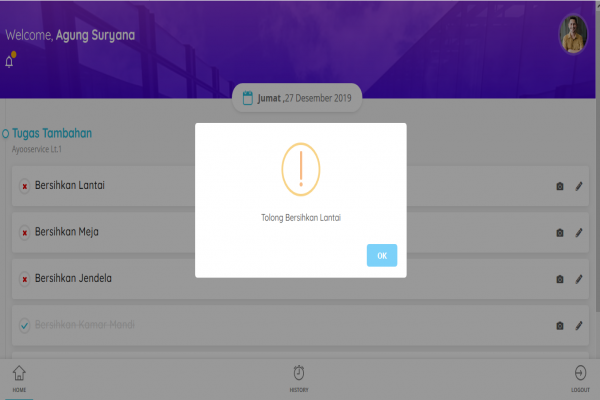 Welcome, Agung Suryana
Jumat ,27 Desember 2019
Tugas Tambahan
Ayooservice Lt.1
Bersihkan Lantai
Bersihkan Meja
Bersihkan Jendela
Bersihkan Kamar Mandi
Tolong Bersihkan Lantai
OK
HOME
HISTORY
LOGOUT